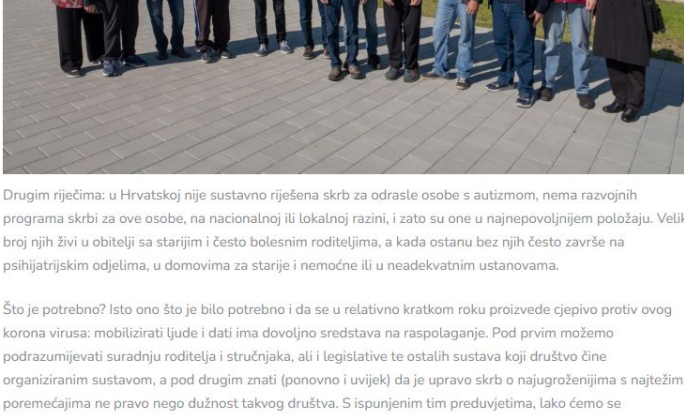 Drugim riječima: u Hrvatskoj nije sustavno riješena skrb za odrasle osobe s autizmom, nema razvojnih
programa skrbi za ove osobe, na nacionalnoj ili lokalnoj razini, i zato su one u najnepovoljnijem položaju. Velik
broj njih živi u obitelji sa starijim i često bolesnim roditeljima, a kada ostanu bez njih često završe na
psihijatrijskim odjelima, u domovima za starije i nemoćne ili u neadekvatnim ustanovama.
Što je potrebno? Isto ono što je bilo potrebno i da se u relativno kratkom roku proizvede cjepivo protiv ovog
korona virusa: mobilizirati ljude i dati ima dovoljno sredstava na raspolaganje. Pod prvim možemo
podrazumijevati suradnju roditelja i stručnjaka, ali i legislative te ostalih sustava koji društvo čine
organiziranim sustavom, a pod drugim znati (ponovno i uvijek) da je upravo skrb o najugroženijima s najtežim
poremećajima ne pravo nego dužnost takvog društva. S ispunjenim tim preduvjetima, lako ćemo se